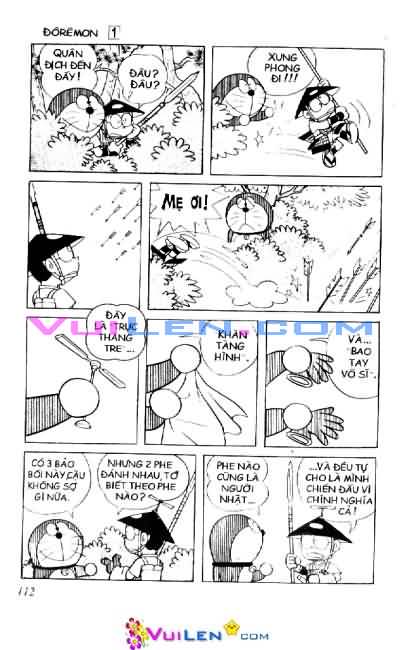 ĐÔRÊMON 1
QUÂN
ĐỊCH ĐẾN
ĐẤY!
ĐÂU?
ĐÂU?
XUNG
PHONG
ĐI!!!
MẸ ƠI!
ĐÂY
LÀ "TRỤC
THĂNG
TRE"...
KHĂN
TÀNG
HÌNH".
VÀ...
"BAO
TAY
VÕ SĨ".
CÓ 3 BẢO
BỐI NÀY, CẬU
KHÔNG SỢ
GÌ NỮA.
NHƯNG 2 PHE
ĐÁNH NHAU, TỚ
BIẾT THEO PHE
NÀO?
PHE NÀO
CŨNG LÀ
NGƯỜI
NHẬT...
...VÀ ĐỀU TỰ
CHO LÀ MÌNH
CHIẾN ĐẤU VÌ
CHÍNH NGHĨA
CẢ!
VUILEN.COM
112
VUILEN.COM